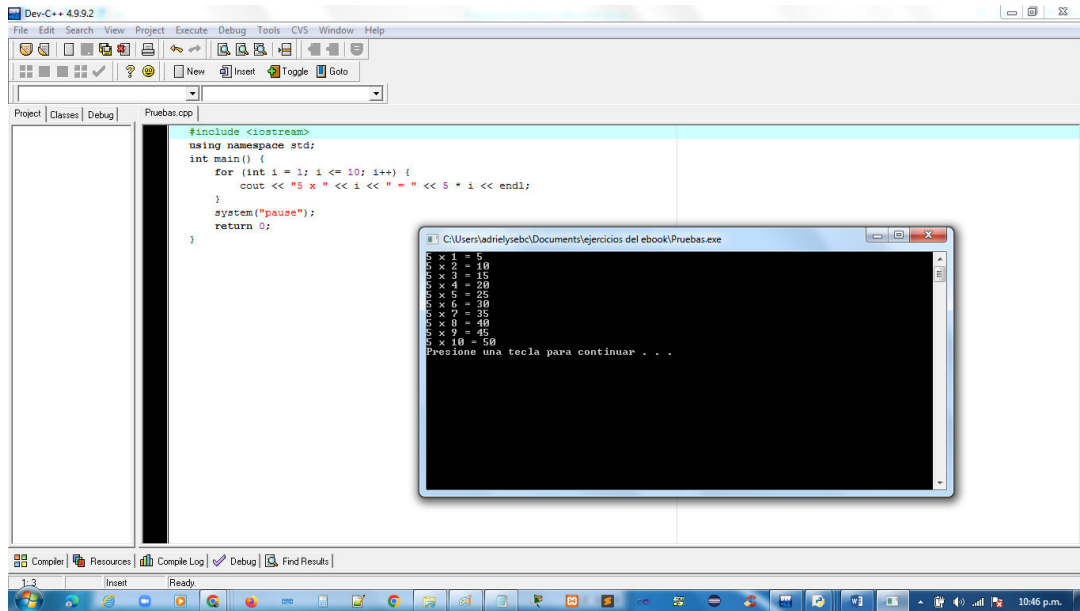 Dev-C++ 4.9.9.2
File Edit Search View Project Execute Debug Tools CVS Window Help
New Insert Toggle Goto
Project Classes Debug Pruebas.cpp
#include <iostream>
using namespace std;
int main() {
for (int i = 1; i <= 10; i++) {
cout << "5 x " << i << " = " << 5 * i << endl;
}
system("pause");
return 0;
}
C:\Users\adrielysebc\Documents\ejercicios del ebook\Pruebas.exe
5 x 1 = 5
5 x 2 = 10
5 x 3 = 15
5 x 4 = 20
5 x 5 = 25
5 x 6 = 30
5 x 7 = 35
5 x 8 = 40
5 x 9 = 45
5 x 10 = 50
Presione una tecla para continuar . . .
Compiler Resources Compile Log Debug Find Results
1: 3 Insert Ready.
10:46 p.m.